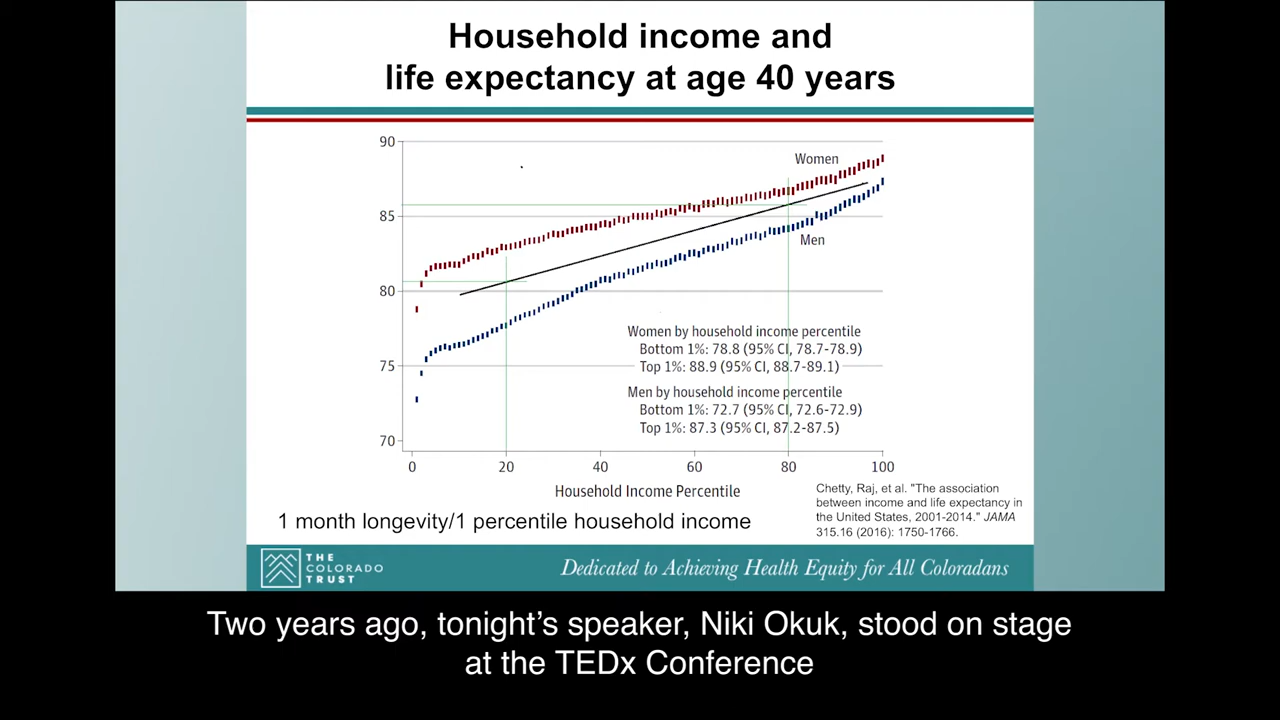 Household income and
life expectancy at age 40 years
90
85
80
75
70
Women
Men
Women by household income percentile
Bottom 1%: 78.8 (95% CI, 78.7-78.9)
Top 1%: 88.9 (95% CI, 88.7-89.1)
Men by household income percentile
Bottom 1%: 72.7 (95% CI, 72.6-72.9)
Top 1%: 87.3 (95% CI, 87.2-87.5)
0 20 40 60 80 100
Household Income Percentile
Chetty, Raj, et al. "The association
between income and life expectancy in
the United States, 2001-2014." JAMA
315.16 (2016): 1750-1766.
1 month longevity/1 percentile household income
THE
COLORADO
TRUST
Dedicated to Achieving Health Equity for All Coloradans
Two years ago, tonight’s speaker, Niki Okuk, stood on stage
at the TEDx Conference